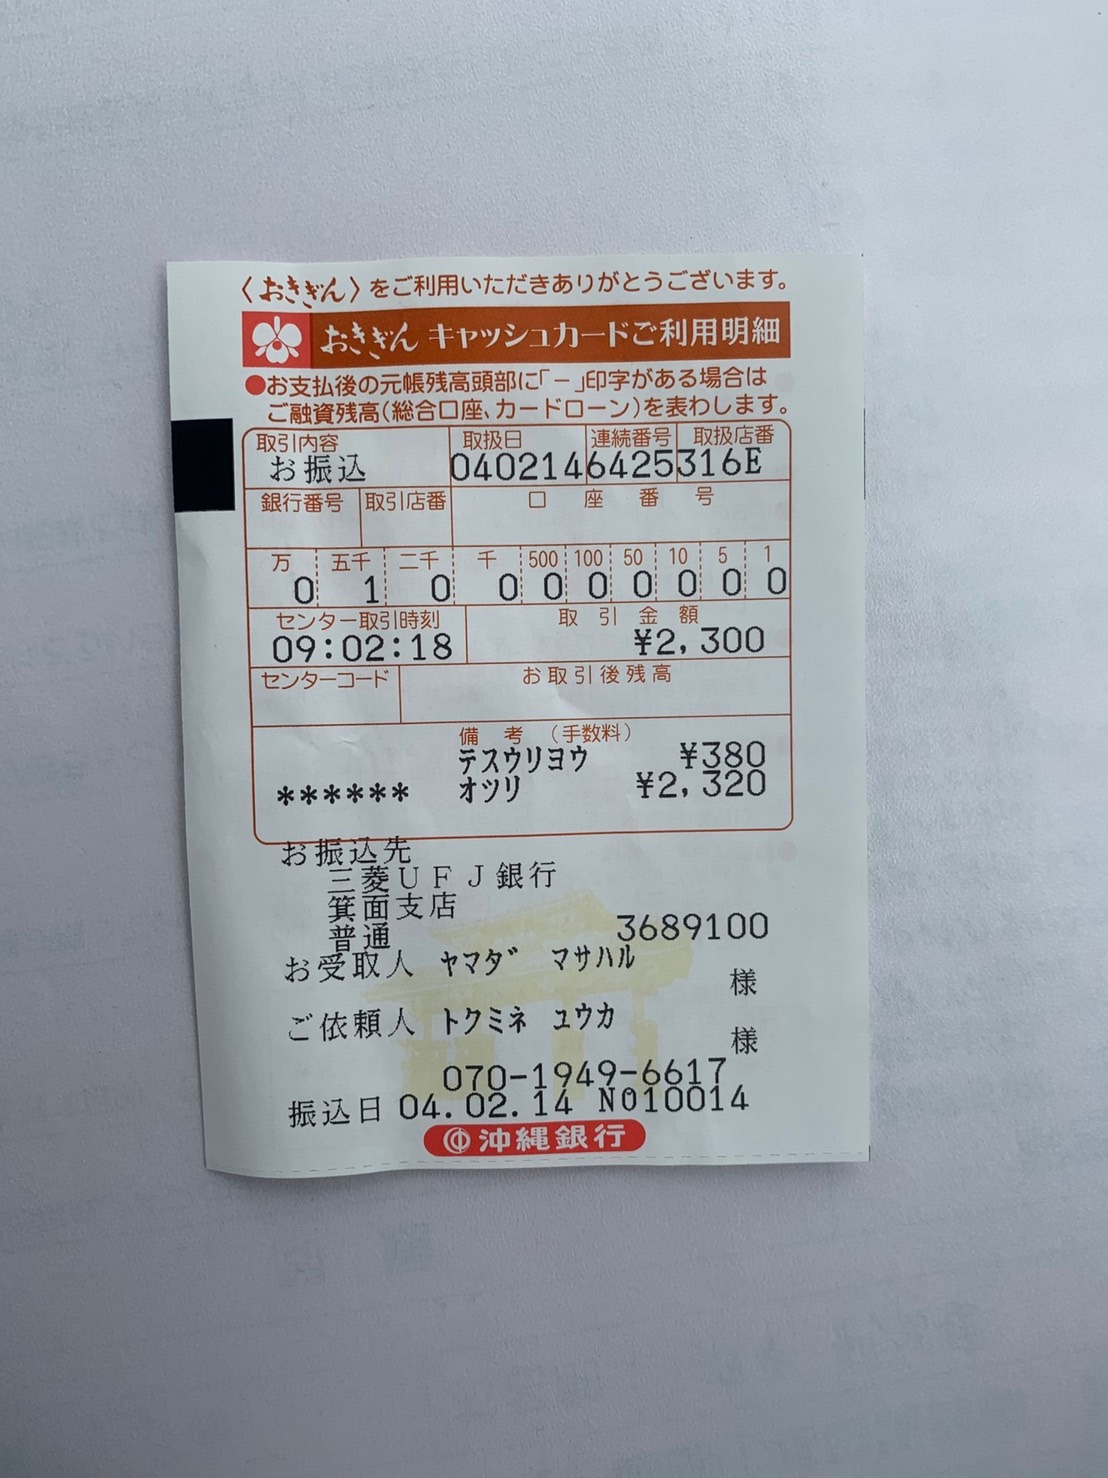 〈おきぎん〉をご利用いただきありがとうございます。
おきぎん キャッシュカードご利用明細
●お支払後の元帳残高頭部に「－」印字がある場合は
ご融資残高(総合口座、カードローン)を表わします。
取引内容 取扱日 連続番号 取扱店番
お振込 040214 6425 316E
銀行番号 取引店番 口座番号
万 五千 二千 千 500 100 50 10 5 1
0 1 0 0 0 0 0 0 0 0
センター取引時刻 取引金額
09:02:18 ¥2,300
センターコード お取引後残高
備考（手数料）
テスウリヨウ ¥380
****** オツリ ¥2,320
お振込先
三菱ＵＦＪ銀行
箕面支店
普通 3689100
お受取人 ヤマダ マサハル
様
ご依頼人 トクミネ ユウカ
様
070-1949-6617
振込日 04.02.14 N010014
沖縄銀行